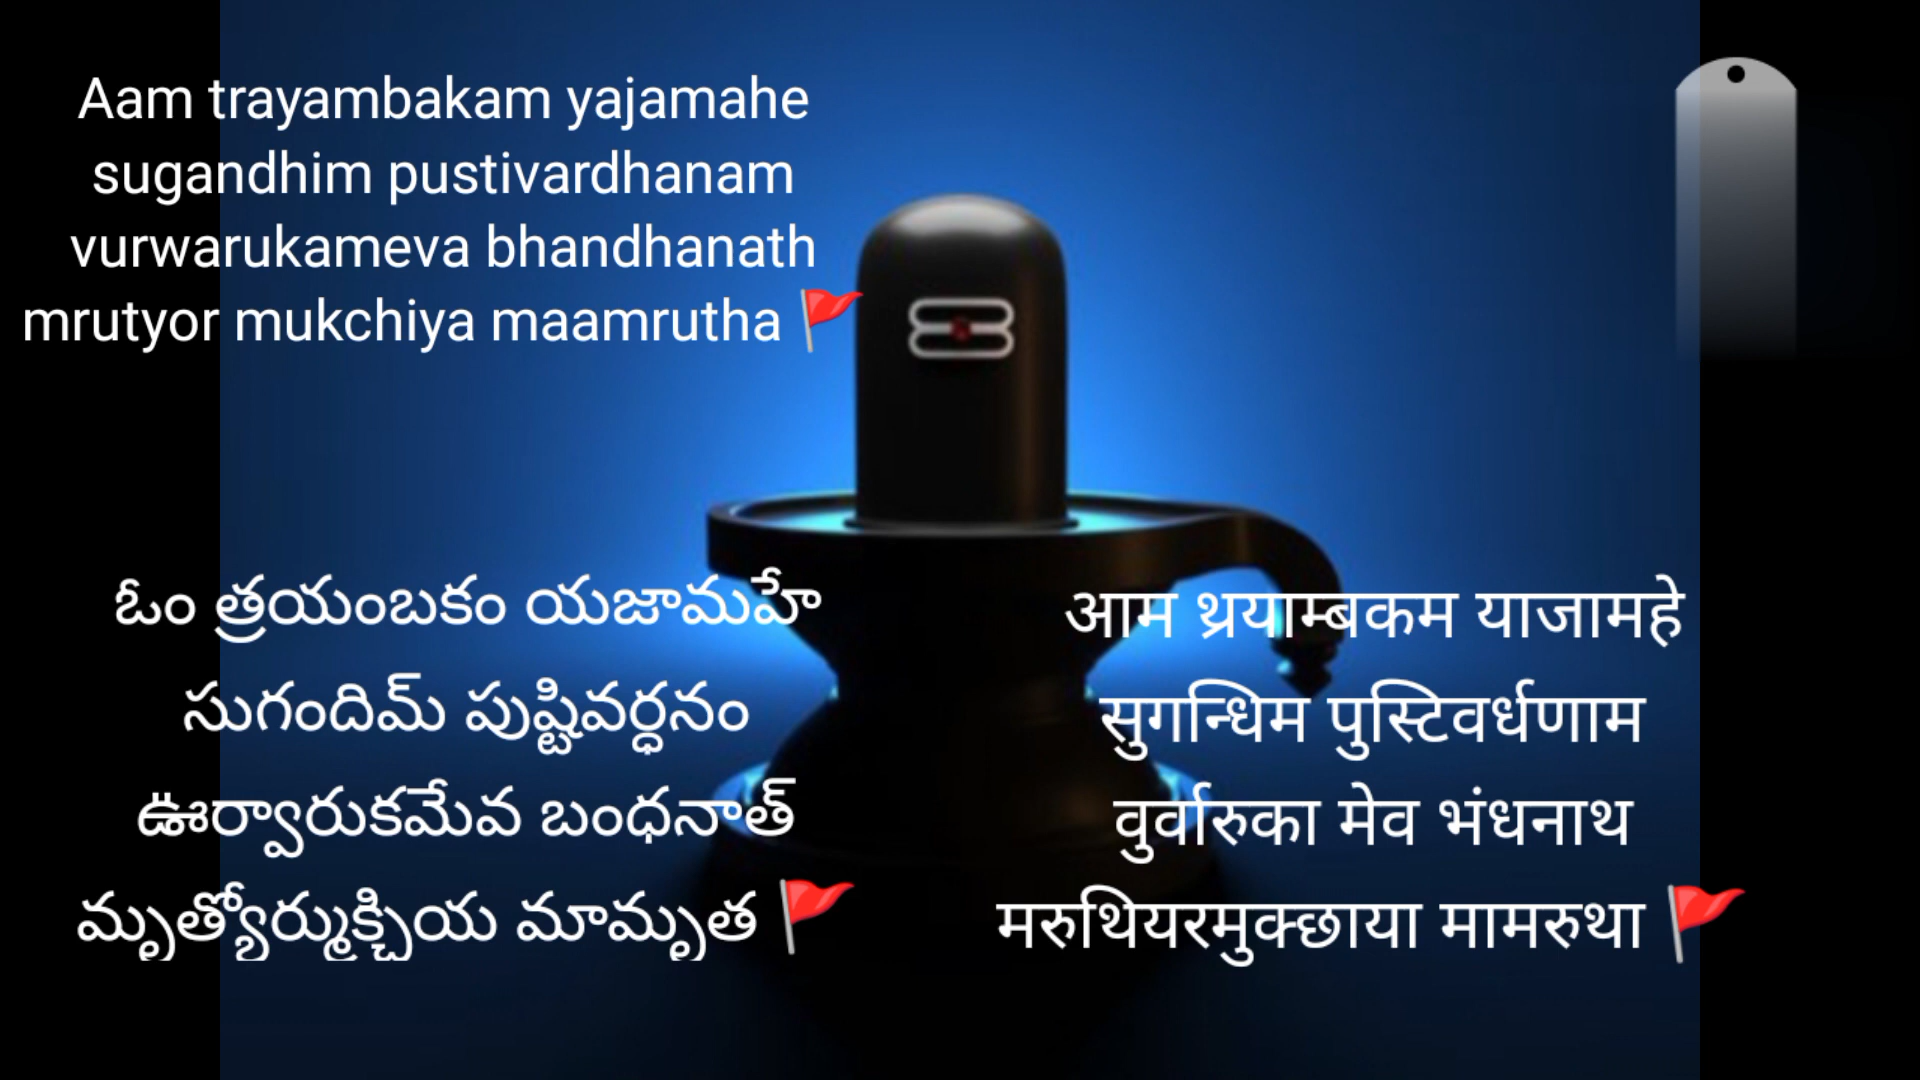 Aam trayambakam yajamahe
sugandhim pustivardhanam
vurwarukameva bhandhanath
mrutyor mukchiya maamrutha 🚩
ఓం త్రయంబకం యజామహే
సుగందిమ్ పుష్టివర్ధనం
ఊర్వారుకమేవ బంధనాత్
మృత్యోర్ముక్చియ మామృత 🚩
आम थ्रयाम्बकम याजामहे
सुगन्धिम पुस्टिवर्धणाम
वुर्वारुका मेव भंधनाथ
मरुथियरमुक्छाया मामरुथा 🚩